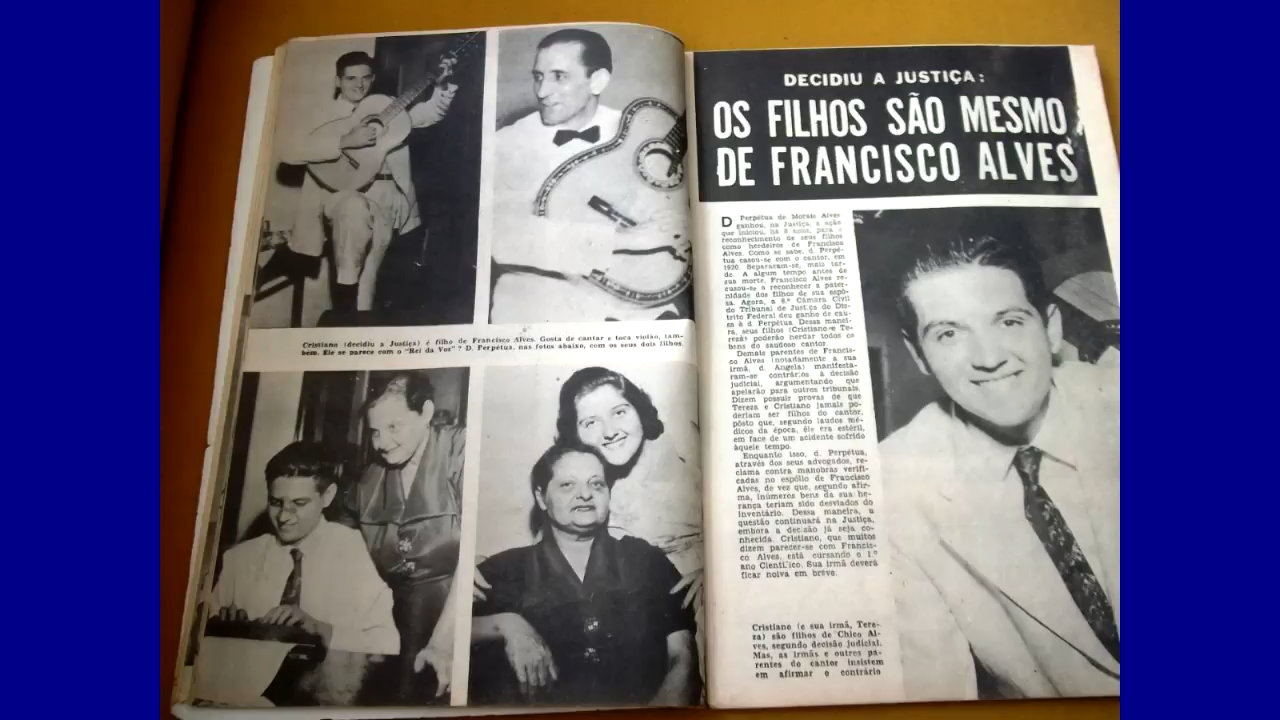 Cristiano (decidiu a Justiça) é filho de Francisco Alves. Gosta de cantar e toca violão, tam-
bém. Ele se parece com o "Rei da Voz"? D. Perpétua, nas fotos abaixo, com os seus dois filhos.
DECIDIU A JUSTIÇA:
OS FILHOS SÃO MESMO
DE FRANCISCO ALVES
D Perpétua de Morais Alves
ganhou, na Justiça, a ação
que iniciou, há 8 anos, para o
reconhecimento de seus filhos
como herdeiros de Francisco
Alves. Como se sabe, d. Perpé-
tua casou-se com o cantor, em
1920. Separaram-se, mais tar-
de. A algum tempo antes de
sua morte, Francisco Alves re-
cusou-se a reconhecer a pater-
nidade dos filhos de sua espô-
sa. Agora, a 8.ª Câmara Civil
do Tribunal de Justiça do Dis-
trito Federal deu ganho de cau-
sa à d. Perpétua. Dessa manei-
ra, seus filhos (Cristiano e Te-
reza) poderão herdar todos os
bens do saudoso cantor.
Demais parentes de Francis-
co Alves (notadamente a sua
irmã, d. Angela) manifesta-
ram-se contrários à decisão
judicial, argumentando que
apelarão para outros tribunais.
Dizem possuir provas de que
Tereza e Cristiano jamais po-
deriam ser filhos do cantor,
pôsto que, segundo laudos mé-
dicos da época, êle era estéril,
em face de um acidente sofrido
àquele tempo.
Enquanto isso, d. Perpétua,
através dos seus advogados, re-
clama contra manobras verifi-
cadas no espólio de Francisco
Alves, de vez que, segundo afir-
ma, inúmeros bens da sua he-
rança teriam sido desviados do
inventário. Dessa maneira, a
questão continuará na Justiça,
embora a decisão já seja co-
nhecida. Cristiano, que muitos
dizem parecer-se com Francis-
co Alves, está cursando o 1.º
ano Científico. Sua irmã deverá
ficar noiva em breve.
Cristiano (e sua irmã, Tere-
za) são filhos de Chico Al-
ves, segundo decisão judicial.
Mas, as irmãs e outros pa-
rentes do cantor insistem
em afirmar o contrário